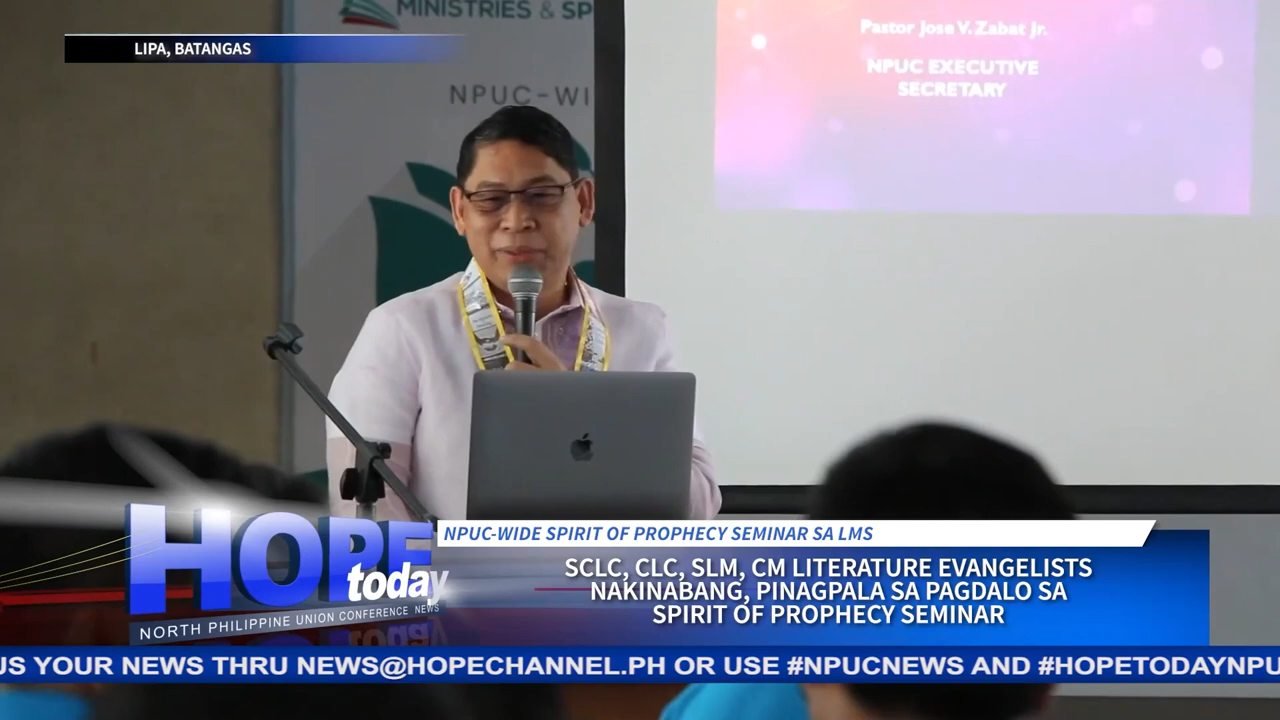 MINISTRIES & SP
LIPA, BATANGAS
NPUC-WI
Pastor Jose V. Zabat Jr.
NPUC EXECUTIVE
SECRETARY
HOPE
today
NORTH PHILIPPINE UNION CONFERENCE NEWS
NPUC-WIDE SPIRIT OF PROPHECY SEMINAR SA LMS
SCLC, CLC, SLM, CM LITERATURE EVANGELISTS
NAKINABANG, PINAGPALA SA PAGDALO SA
SPIRIT OF PROPHECY SEMINAR
US YOUR NEWS THRU NEWS@HOPECHANNEL.PH OR USE #NPUCNEWS AND #HOPETODAYNPU